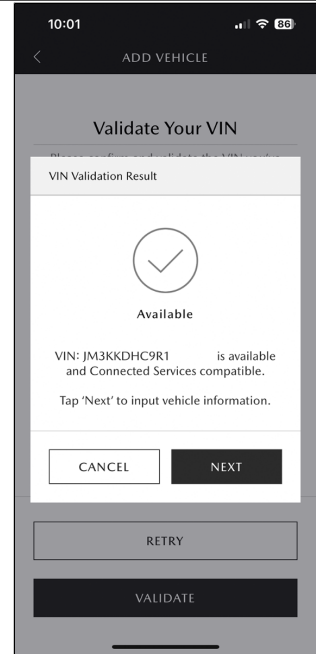 10:01
86
ADD VEHICLE
Validate Your VIN
VIN Validation Result
Available
VIN: JM3KKDHC9R1 is available
and Connected Services compatible.
Tap ‘Next’ to input vehicle information.
CANCEL NEXT
RETRY
VALIDATE